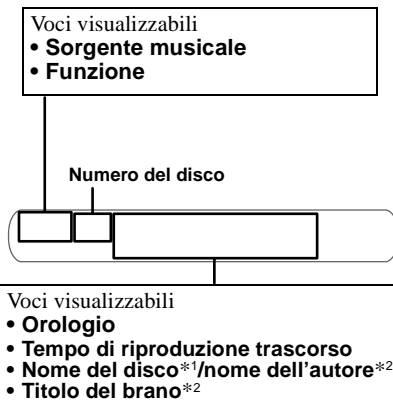 Voci visualizzabili
• Sorgente musicale
• Funzione
Numero del disco
Voci visualizzabili
• Orologio
• Tempo di riproduzione trascorso
• Nome del disco*1/nome dell'autore*2
• Titolo del brano*2